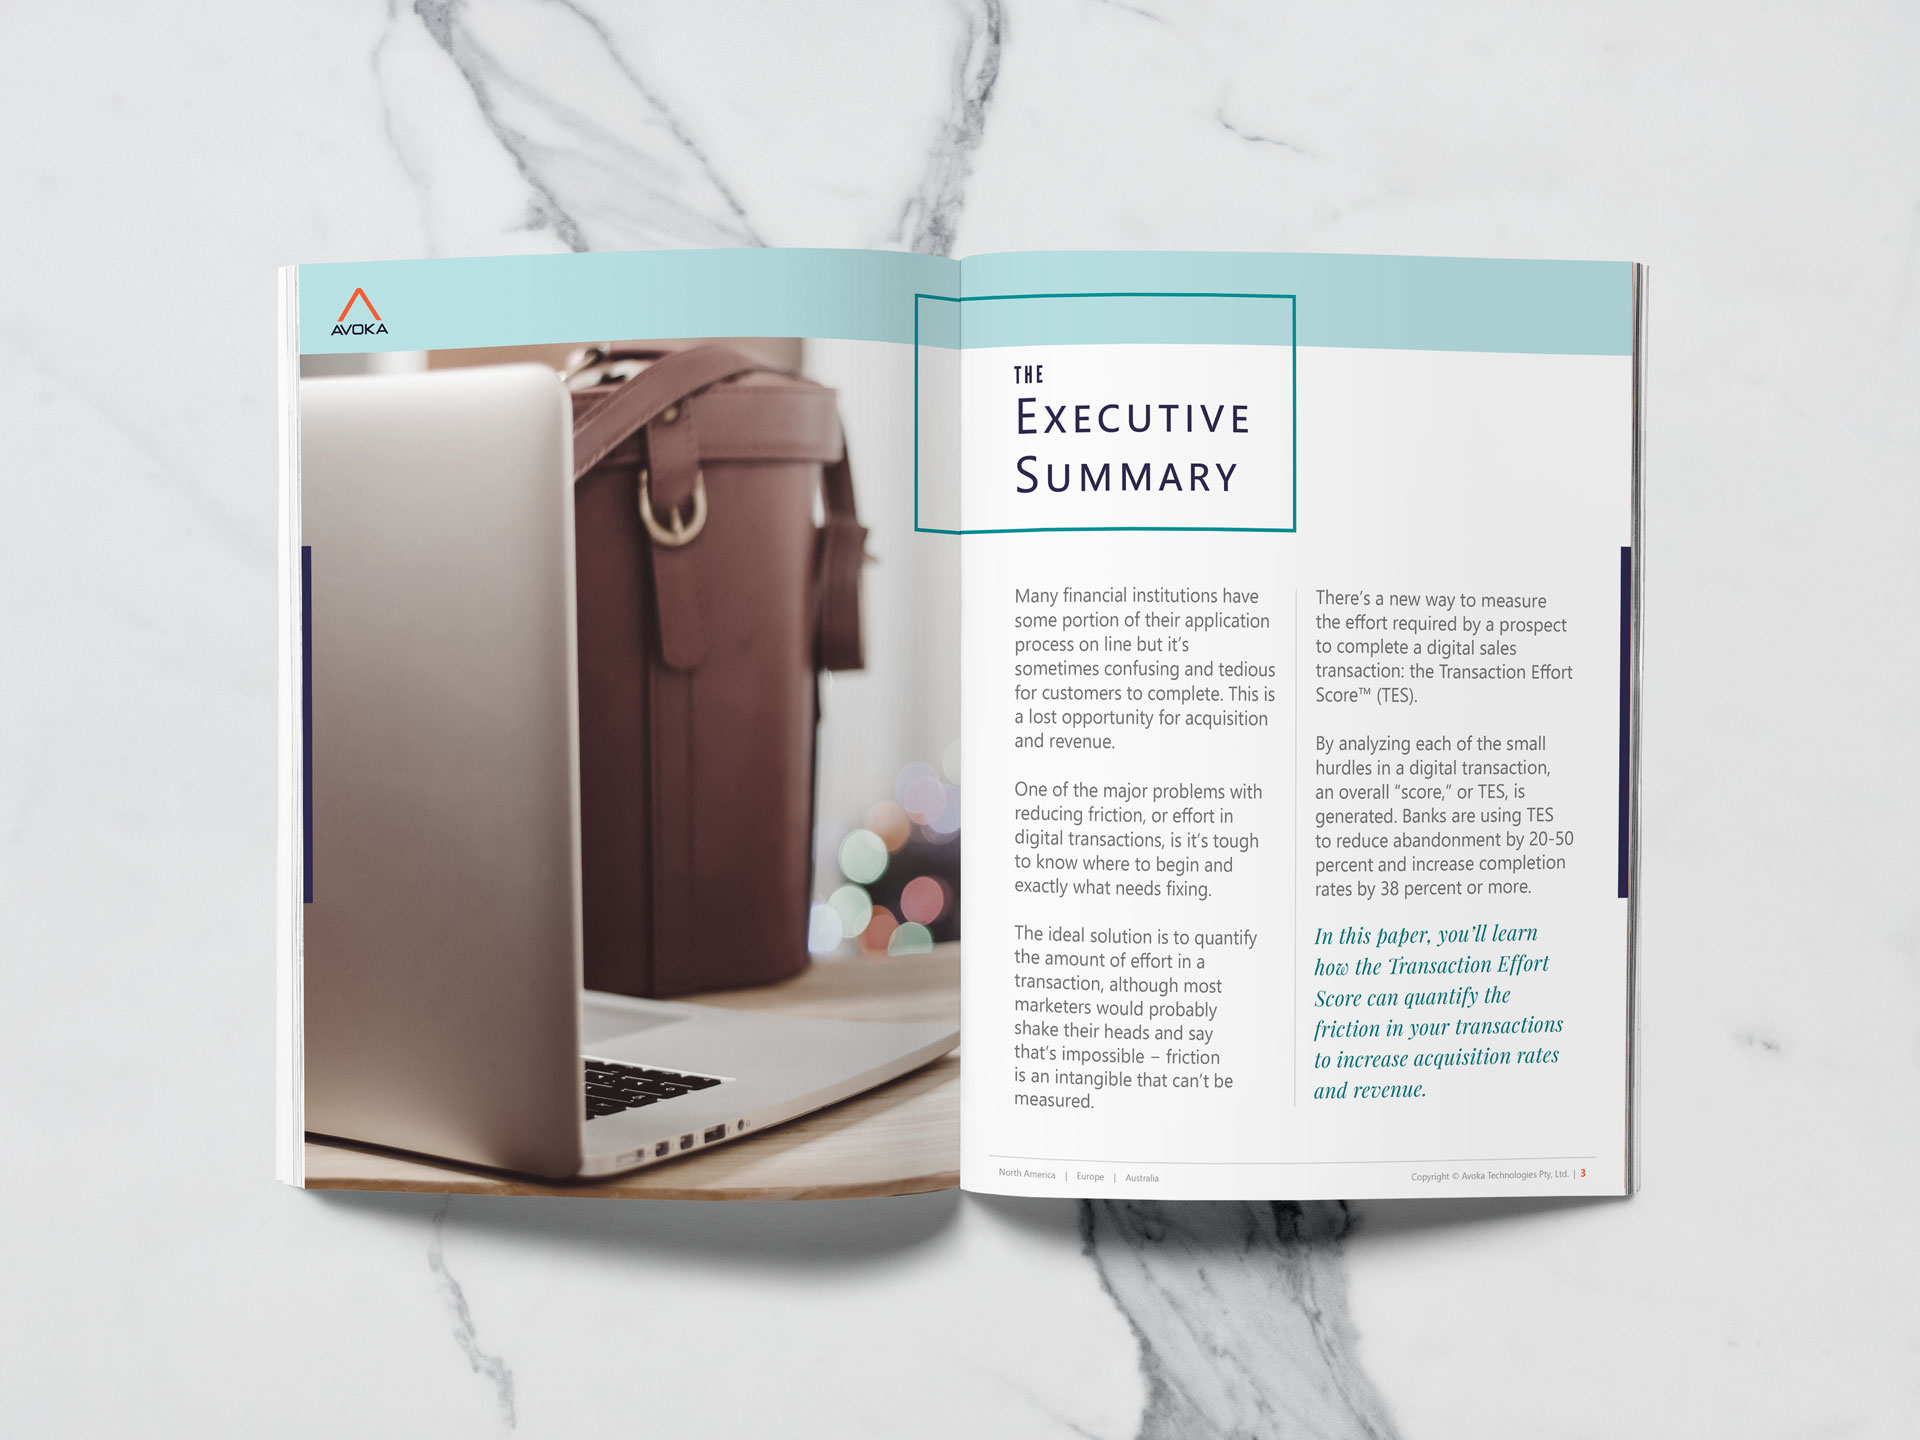 AVOKA
THE
EXECUTIVE
SUMMARY
Many financial institutions have
some portion of their application
process on line but it's
sometimes confusing and tedious
for customers to complete. This is
a lost opportunity for acquisition
and revenue.
One of the major problems with
reducing friction, or effort in
digital transactions, is it's tough
to know where to begin and
exactly what needs fixing.
The ideal solution is to quantify
the amount of effort in a
transaction, although most
marketers would probably
shake their heads and say
that's impossible – friction
is an intangible that can't be
measured.
There's a new way to measure
the effort required by a prospect
to complete a digital sales
transaction: the Transaction Effort
Score™ (TES).
By analyzing each of the small
hurdles in a digital transaction,
an overall "score," or TES, is
generated. Banks are using TES
to reduce abandonment by 20-50
percent and increase completion
rates by 38 percent or more.
In this paper, you'll learn
how the Transaction Effort
Score can quantify the
friction in your transactions
to increase acquisition rates
and revenue.
North America | Europe | Australia
Copyright © Avoka Technologies Pty, Ltd. | 3